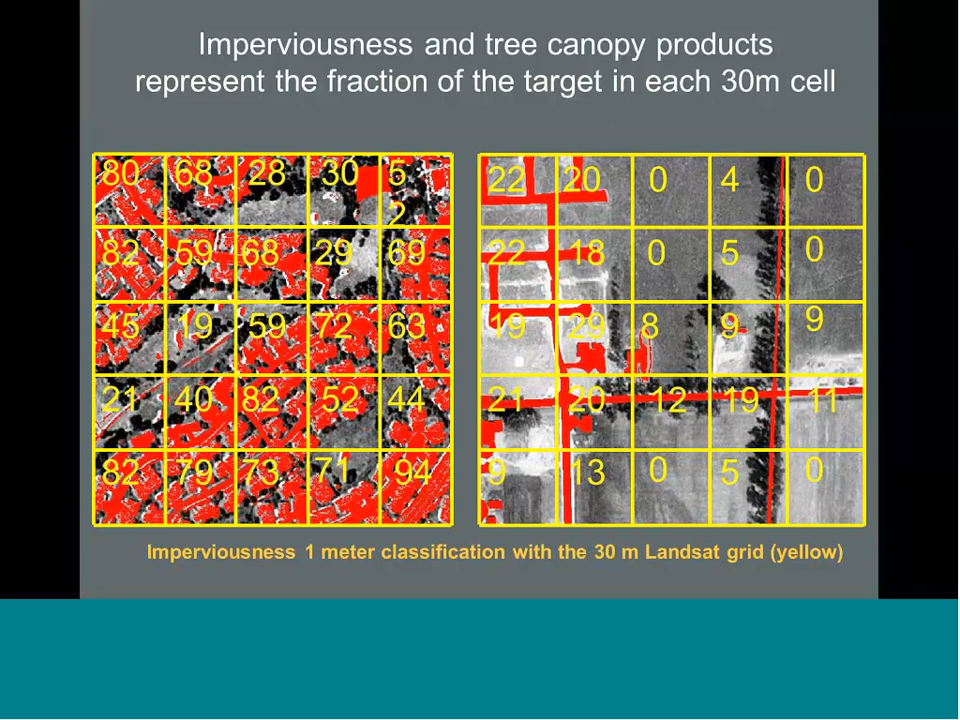 Imperviousness and tree canopy products
represent the fraction of the target in each 30m cell
80 68 28 30 5
2
82 59 68 29 69
45 19 59 72 63
21 40 82 52 44
82 79 73 71 94
22 20 0 4 0
22 18 0 5 0
19 29 8 9 9
21 20 12 19 11
9 13 0 5 0
Imperviousness 1 meter classification with the 30 m Landsat grid (yellow)